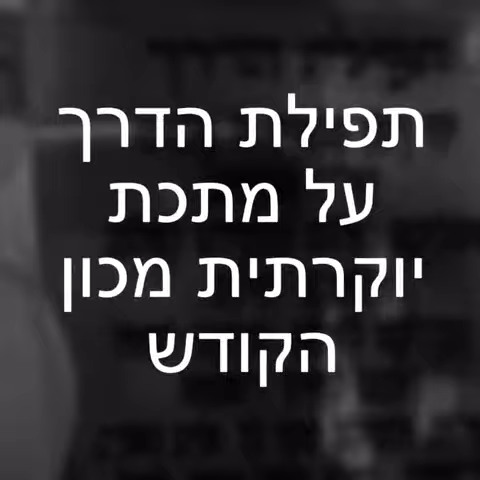 תפילת הדרך
על מתכת
יוקרתית מכון
הקודש